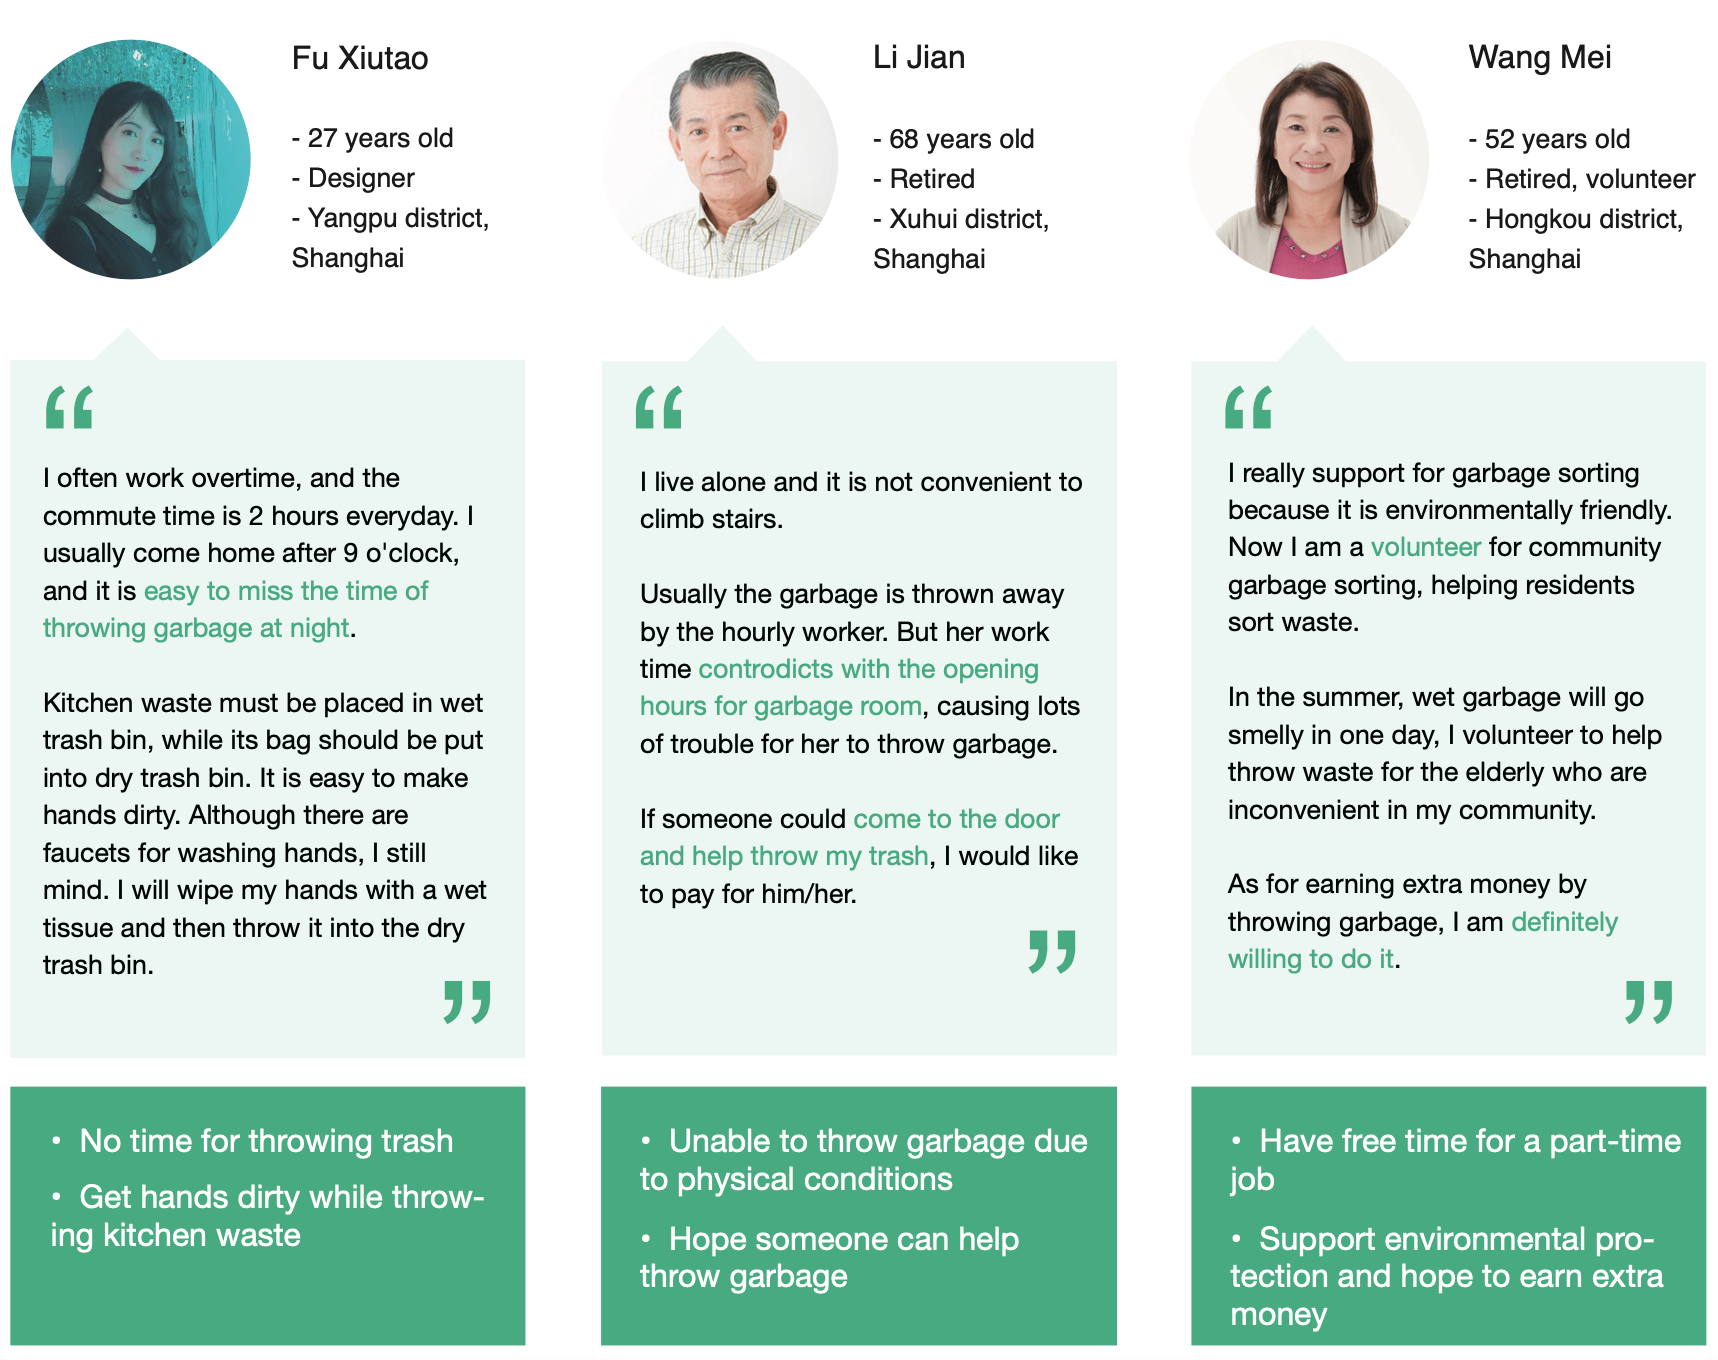 Fu Xiutao
- 27 years old
- Designer
- Yangpu district,
Shanghai
“
I often work overtime, and the
commute time is 2 hours everyday. I
usually come home after 9 o'clock,
and it is easy to miss the time of
throwing garbage at night.
Kitchen waste must be placed in wet
trash bin, while its bag should be put
into dry trash bin. It is easy to make
hands dirty. Although there are
faucets for washing hands, I still
mind. I will wipe my hands with a wet
tissue and then throw it into the dry
trash bin.
”
• No time for throwing trash
• Get hands dirty while throw-
ing kitchen waste
Li Jian
- 68 years old
- Retired
- Xuhui district,
Shanghai
“
I live alone and it is not convenient to
climb stairs.
Usually the garbage is thrown away
by the hourly worker. But her work
time controdicts with the opening
hours for garbage room, causing lots
of trouble for her to throw garbage.
If someone could come to the door
and help throw my trash, I would like
to pay for him/her.
”
• Unable to throw garbage due
to physical conditions
• Hope someone can help
throw garbage
Wang Mei
- 52 years old
- Retired, volunteer
- Hongkou district,
Shanghai
“
I really support for garbage sorting
because it is environmentally friendly.
Now I am a volunteer for community
garbage sorting, helping residents
sort waste.
In the summer, wet garbage will go
smelly in one day, I volunteer to help
throw waste for the elderly who are
inconvenient in my community.
As for earning extra money by
throwing garbage, I am definitely
willing to do it.
”
• Have free time for a part-time
job
• Support environmental pro-
tection and hope to earn extra
money